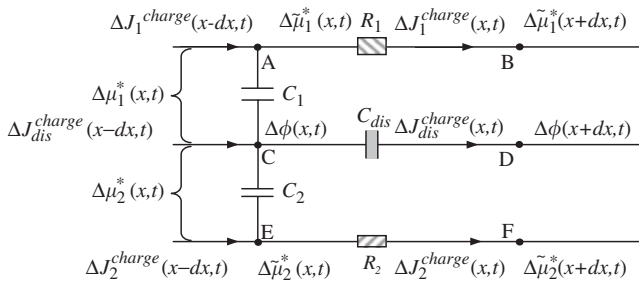 ΔJ₁^charge(x-dx,t) Δμ̃₁*(x,t) R₁ ΔJ₁^charge(x,t) Δμ̃₁*(x+dx,t)
A B
Δμ₁*(x,t) C₁
ΔJ_dis^charge(x−dx,t) Δϕ(x,t) C_dis ΔJ_dis^charge(x,t) Δϕ(x+dx,t)
C D
Δμ₂*(x,t) C₂
E F
ΔJ₂^charge(x−dx,t) Δμ̃₂*(x,t) R₂ ΔJ₂^charge(x,t) Δμ̃₂*(x+dx,t)